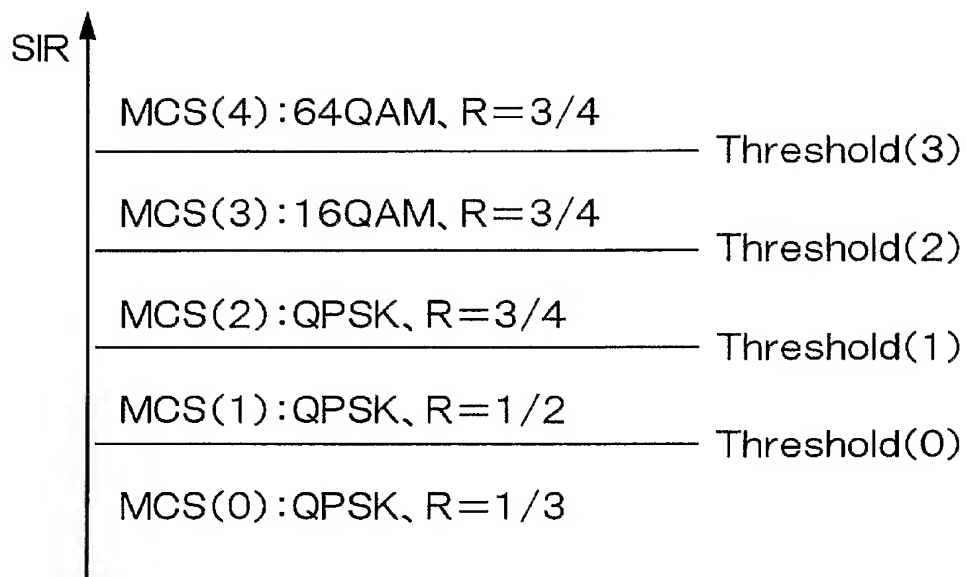 SIR
MCS(4):64QAM、R=3/4
Threshold(3)
MCS(3):16QAM、R=3/4
Threshold(2)
MCS(2):QPSK、R=3/4
Threshold(1)
MCS(1):QPSK、R=1/2
Threshold(0)
MCS(0):QPSK、R=1/3